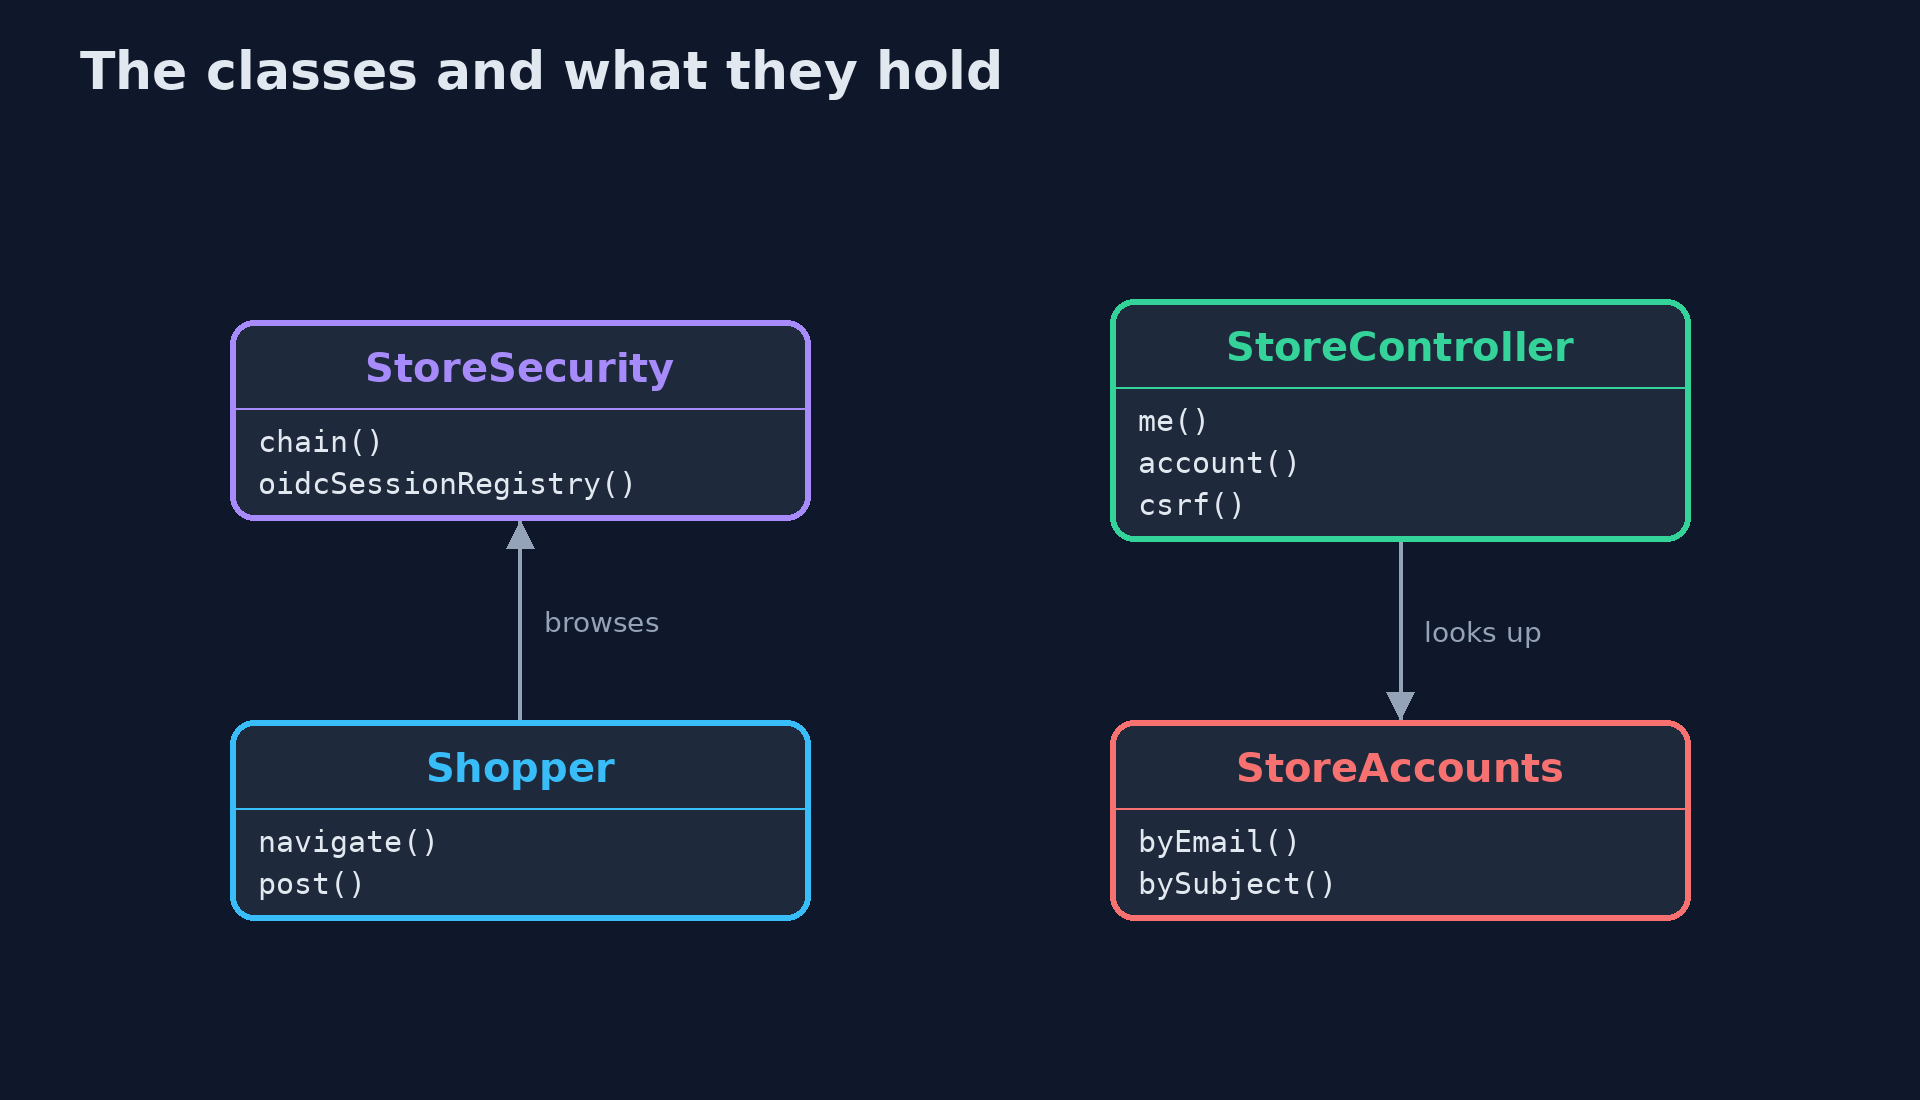 The classes and what they hold
StoreSecurity
chain()
oidcSessionRegistry()
browses
Shopper
navigate()
post()
StoreController
me()
account()
csrf()
looks up
StoreAccounts
byEmail()
bySubject()